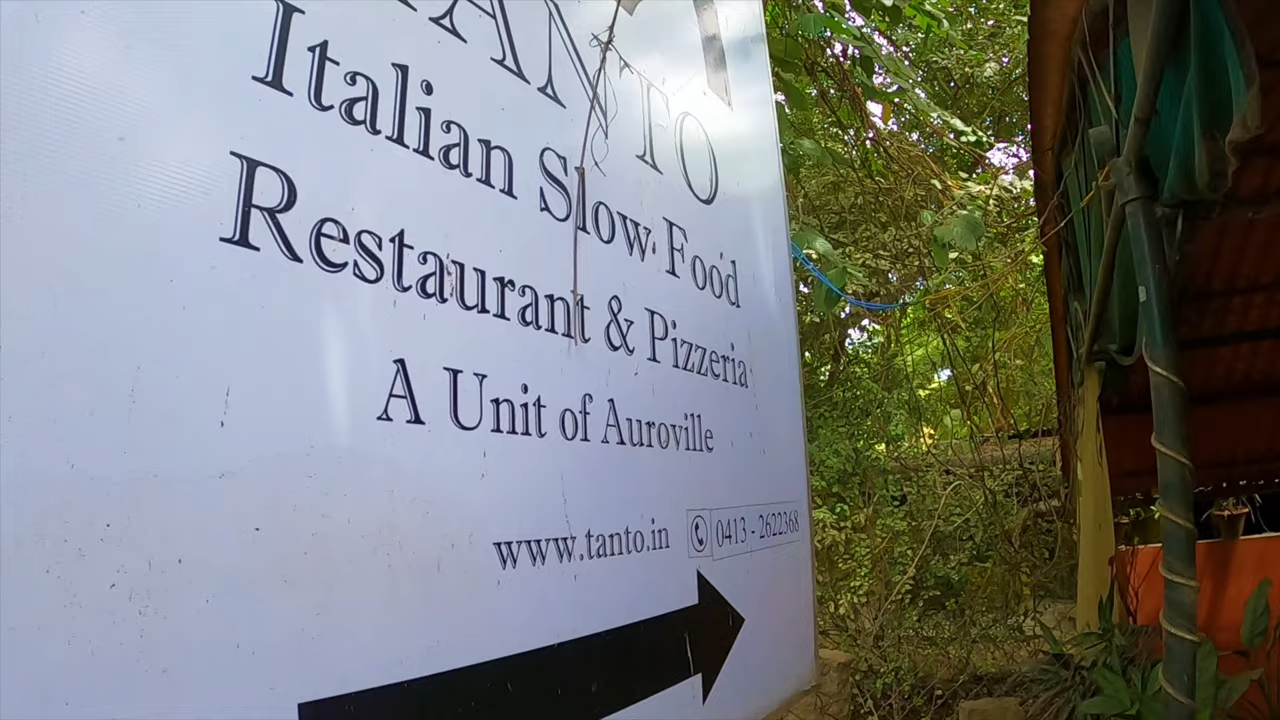 TANTO
Italian Slow Food
Restaurant & Pizzeria
A Unit of Auroville
www.tanto.in 0413 - 2622368